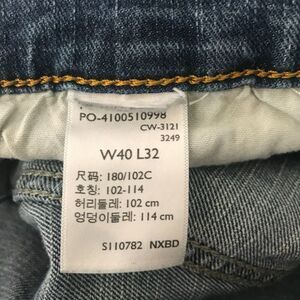 PO-4100510998
CW-3121
3249
W40 L32
尺码: 180/102C
호칭: 102-114
허리둘레: 102 cm
엉덩이둘레: 114 cm
S110782 NXBD